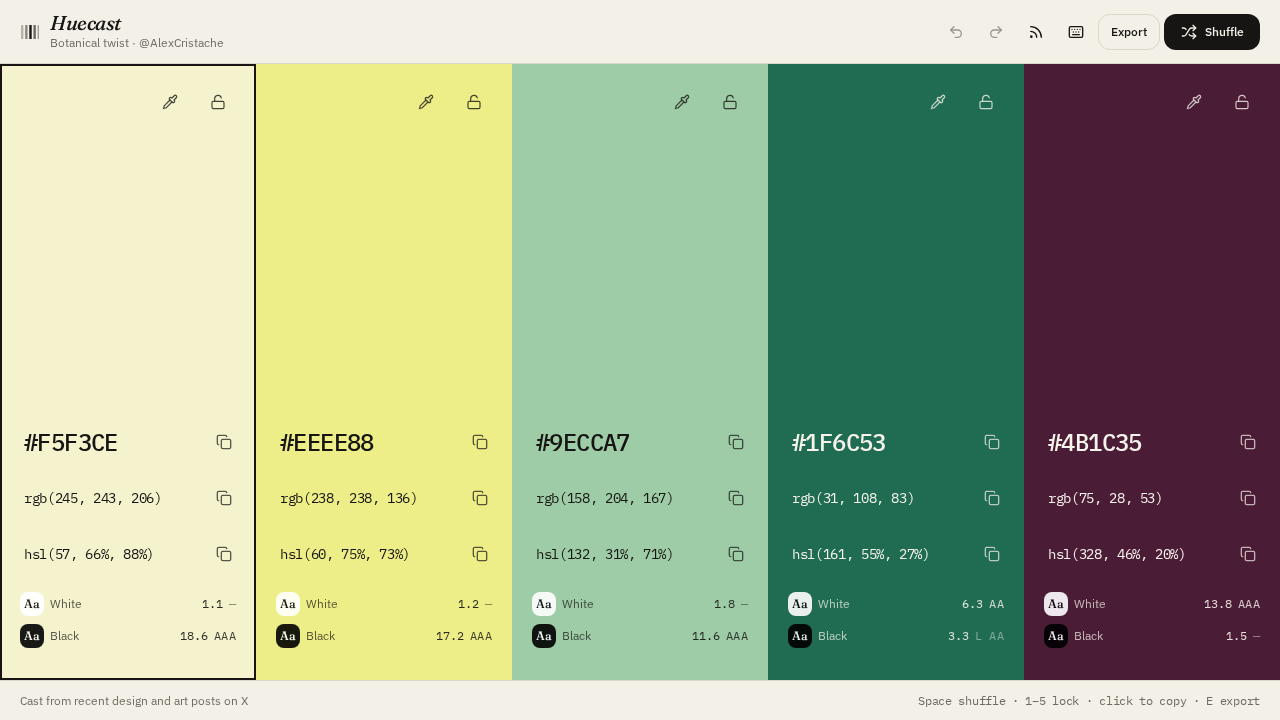 Huecast
Botanical twist · @AlexCristache
Export
Shuffle
#F5F3CE
rgb(245, 243, 206)
hsl(57, 66%, 88%)
Aa White 1.1 —
Aa Black 18.6 AAA
#EEEE88
rgb(238, 238, 136)
hsl(60, 75%, 73%)
Aa White 1.2 —
Aa Black 17.2 AAA
#9ECCA7
rgb(158, 204, 167)
hsl(132, 31%, 71%)
Aa White 1.8 —
Aa Black 11.6 AAA
#1F6C53
rgb(31, 108, 83)
hsl(161, 55%, 27%)
Aa White 6.3 AA
Aa Black 3.3 L AA
#4B1C35
rgb(75, 28, 53)
hsl(328, 46%, 20%)
Aa White 13.8 AAA
Aa Black 1.5 —
Cast from recent design and art posts on X
Space shuffle · 1–5 lock · click to copy · E export